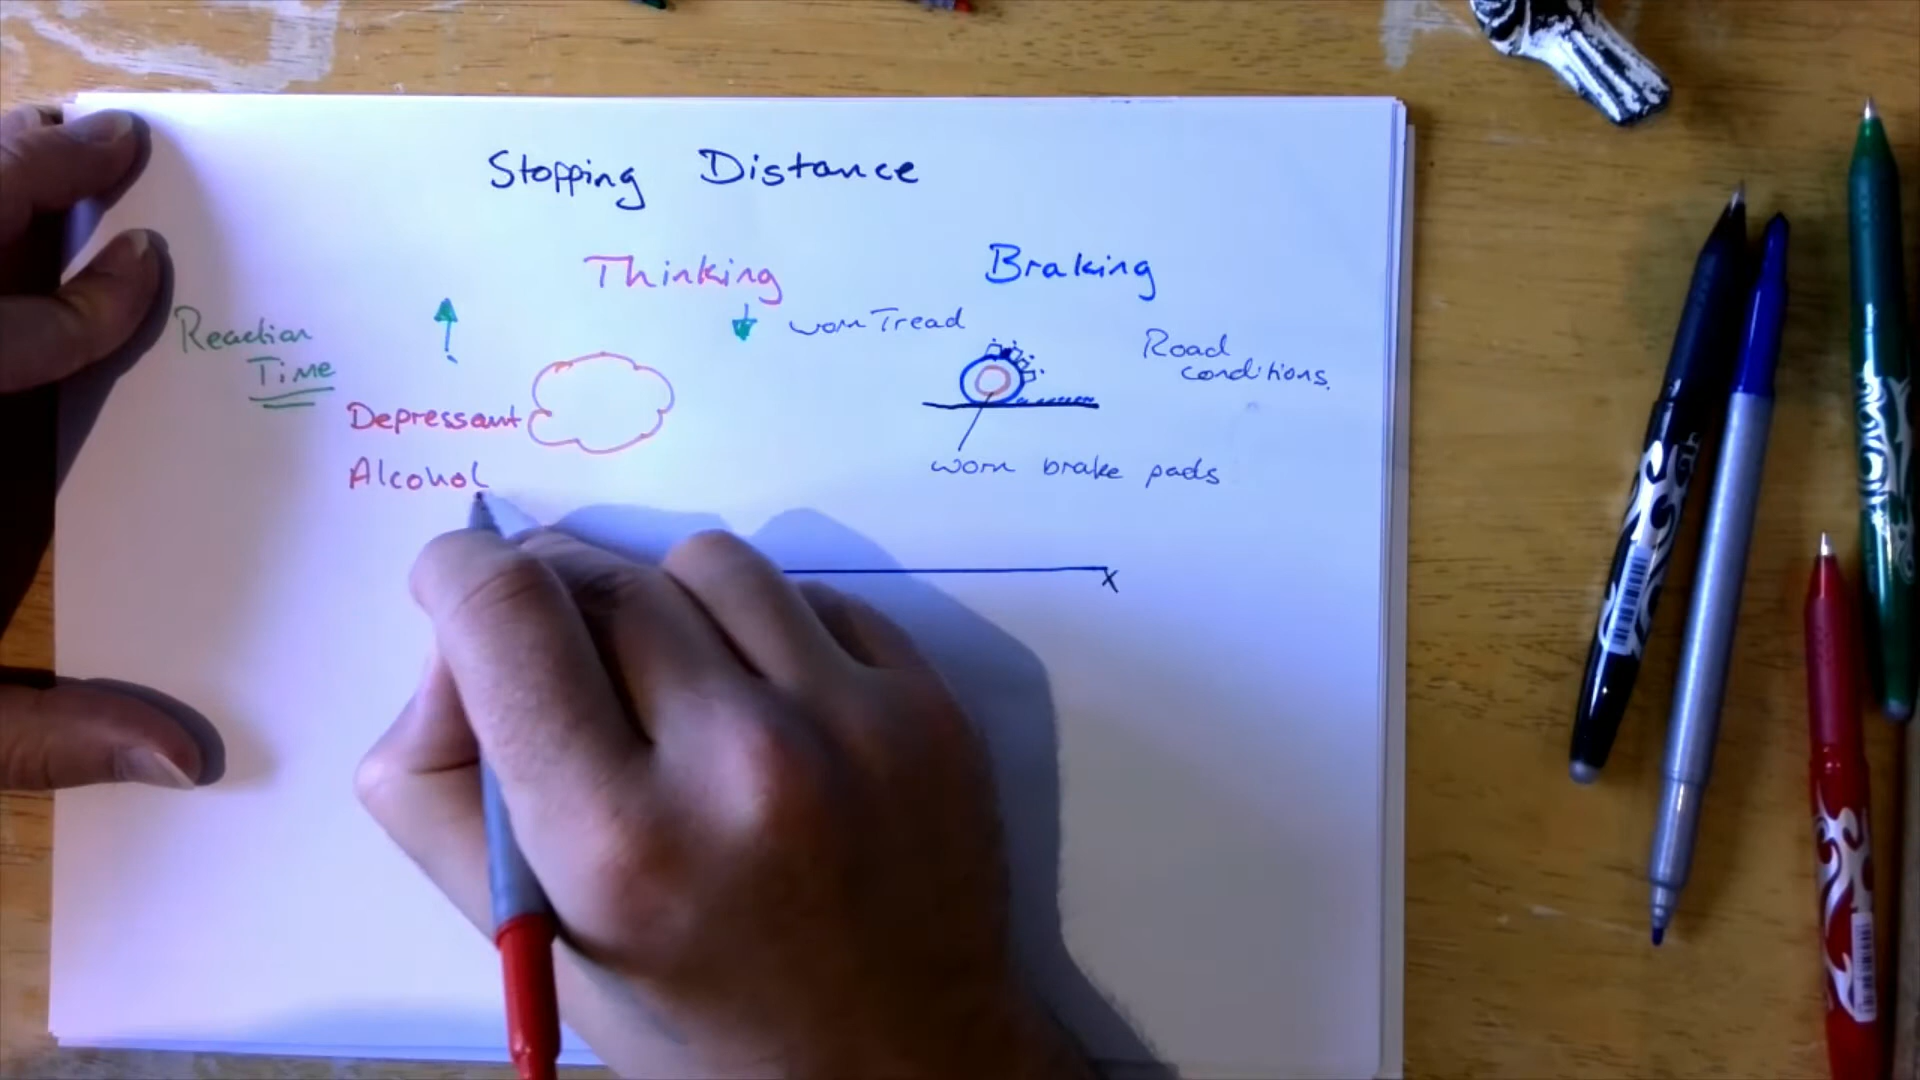 Stopping Distance
Thinking
Braking
Reaction
Time
worn Tread
Road
conditions.
Depressant
Alcohol
worn brake pads
x